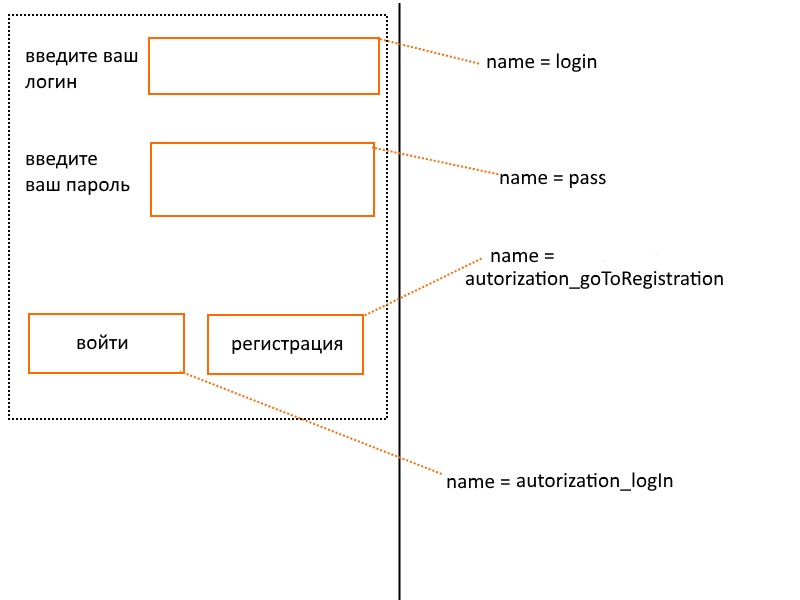 введите ваш
логин
name = login
введите
ваш пароль
name = pass
name =
autorization_goToRegistration
войти
регистрация
name = autorization_logIn